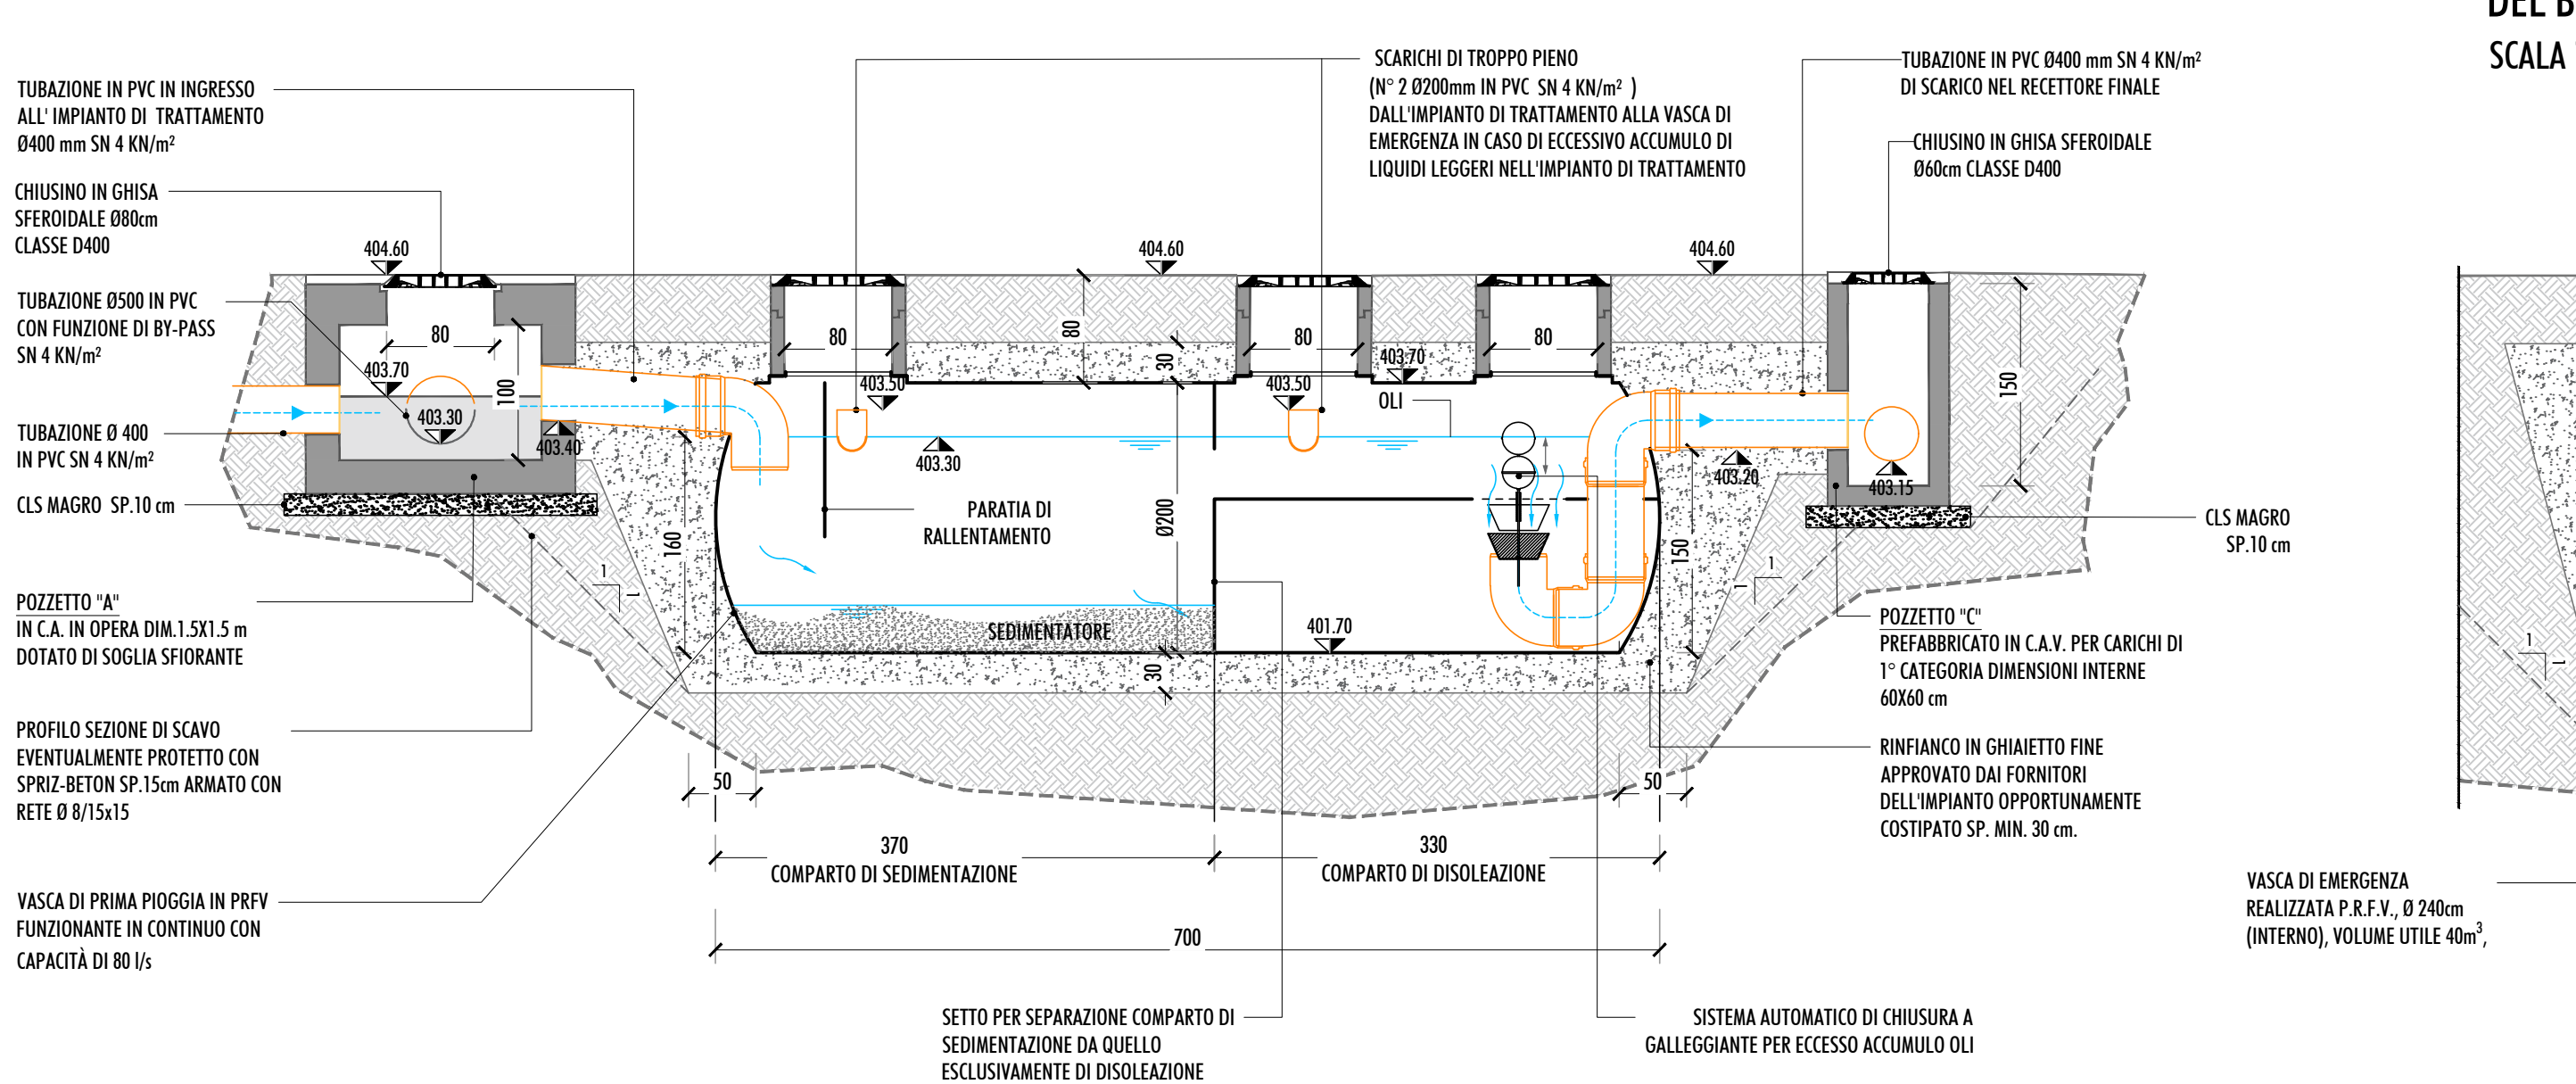 DEL B
SCALA
TUBAZIONE IN PVC IN INGRESSO
ALL' IMPIANTO DI TRATTAMENTO
Ø400 mm SN 4 KN/m²
CHIUSINO IN GHISA
SFEROIDALE Ø80cm
CLASSE D400
TUBAZIONE Ø500 IN PVC
CON FUNZIONE DI BY-PASS
SN 4 KN/m²
TUBAZIONE Ø 400
IN PVC SN 4 KN/m²
CLS MAGRO SP.10 cm
POZZETTO "A"
IN C.A. IN OPERA DIM.1.5X1.5 m
DOTATO DI SOGLIA SFIORANTE
PROFILO SEZIONE DI SCAVO
EVENTUALMENTE PROTETTO CON
SPRIZ-BETON SP.15cm ARMATO CON
RETE Ø 8/15x15
VASCA DI PRIMA PIOGGIA IN PRFV
FUNZIONANTE IN CONTINUO CON
CAPACITÀ DI 80 l/s
SCARICHI DI TROPPO PIENO
(N° 2 Ø200mm IN PVC SN 4 KN/m² )
DALL'IMPIANTO DI TRATTAMENTO ALLA VASCA DI
EMERGENZA IN CASO DI ECCESSIVO ACCUMULO DI
LIQUIDI LEGGERI NELL'IMPIANTO DI TRATTAMENTO
TUBAZIONE IN PVC Ø400 mm SN 4 KN/m²
DI SCARICO NEL RECETTORE FINALE
CHIUSINO IN GHISA SFEROIDALE
Ø60cm CLASSE D400
404.60
404.60
404.60
80
80
80
80
80
30
403.70
403.30
100
403.40
403.50
403.50
403.70
403.30
OLI
403.20
403.15
150
160
Ø200
150
PARATIA DI
RALLENTAMENTO
SEDIMENTATORE
401.70
30
1
1
1
1
1
1
50
50
370
COMPARTO DI SEDIMENTAZIONE
330
COMPARTO DI DISOLEAZIONE
700
CLS MAGRO
SP.10 cm
POZZETTO "C"
PREFABBRICATO IN C.A.V. PER CARICHI DI
1° CATEGORIA DIMENSIONI INTERNE
60X60 cm
RINFIANCO IN GHIAIETTO FINE
APPROVATO DAI FORNITORI
DELL'IMPIANTO OPPORTUNAMENTE
COSTIPATO SP. MIN. 30 cm.
VASCA DI EMERGENZA
REALIZZATA P.R.F.V., Ø 240cm
(INTERNO), VOLUME UTILE 40m³,
SETTO PER SEPARAZIONE COMPARTO DI
SEDIMENTAZIONE DA QUELLO
ESCLUSIVAMENTE DI DISOLEAZIONE
SISTEMA AUTOMATICO DI CHIUSURA A
GALLEGGIANTE PER ECCESSO ACCUMULO OLI